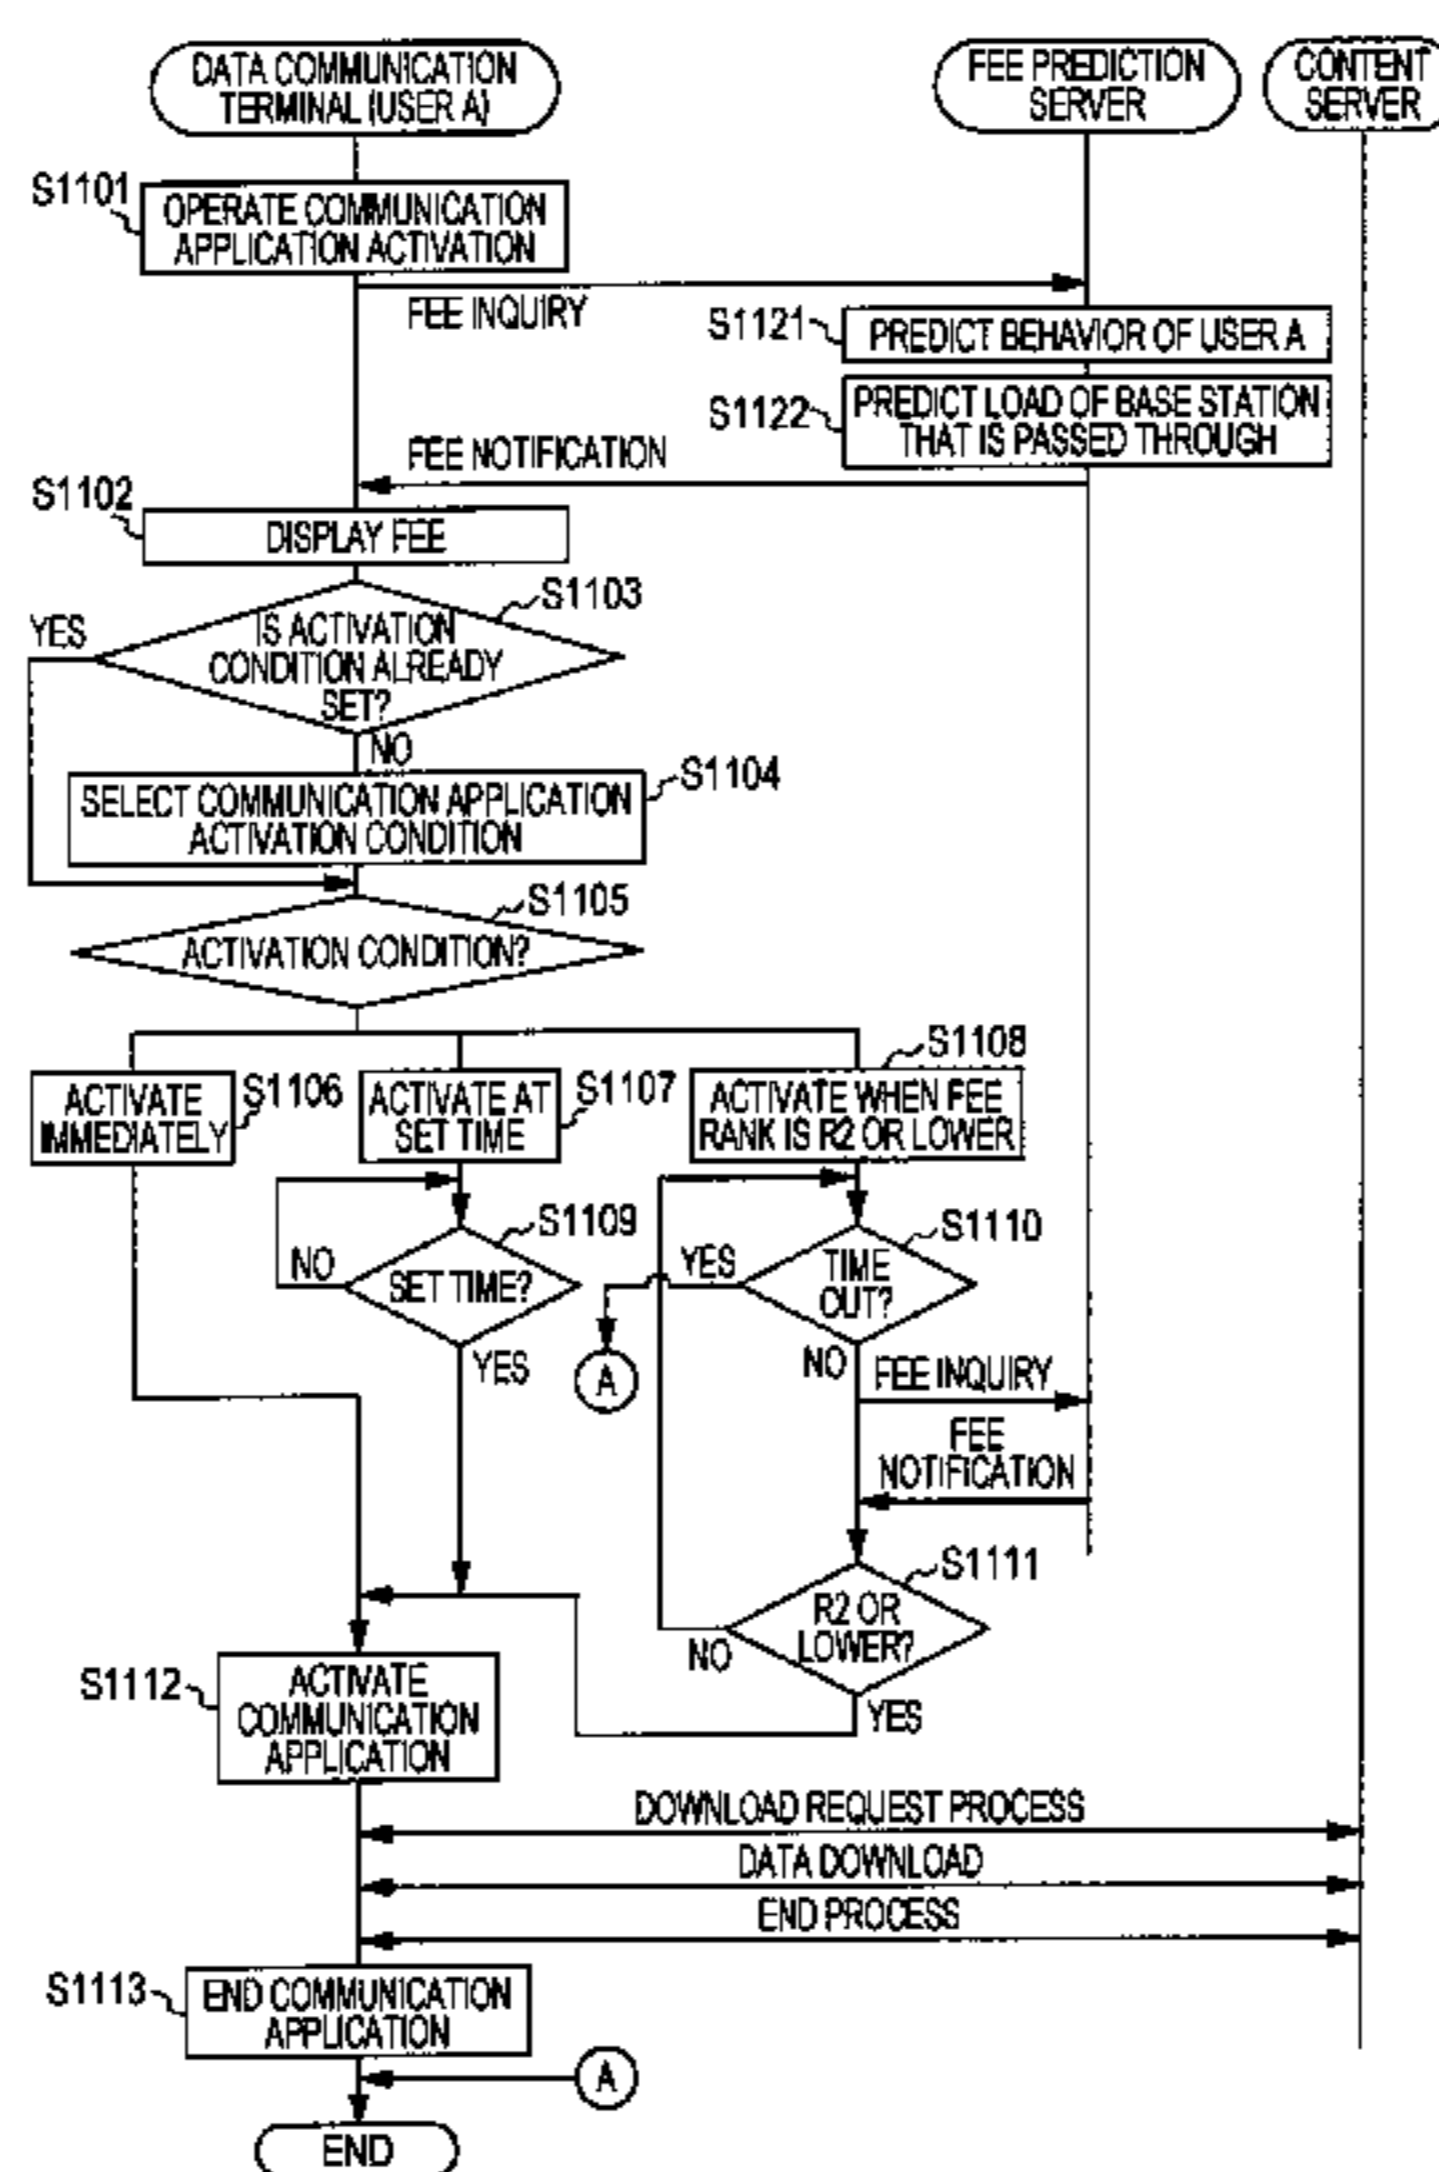 DATA COMMUNICATION
TERMINAL (USER A)
FEE PREDICTION
SERVER
CONTENT
SERVER
S1101
OPERATE COMMUNICATION
APPLICATION ACTIVATION
FEE INQUIRY
S1121
PREDICT BEHAVIOR OF USER A
S1122
PREDICT LOAD OF BASE STATION
THAT IS PASSED THROUGH
FEE NOTIFICATION
S1102
DISPLAY FEE
S1103
YES
IS ACTIVATION
CONDITION ALREADY
SET?
NO
S1104
SELECT COMMUNICATION APPLICATION
ACTIVATION CONDITION
S1105
ACTIVATION CONDITION?
S1106
ACTIVATE
IMMEDIATELY
S1107
ACTIVATE AT
SET TIME
S1108
ACTIVATE WHEN FEE
RANK IS R2 OR LOWER
S1109
NO
SET TIME?
YES
S1110
YES
TIME
OUT?
NO
A
FEE INQUIRY
FEE
NOTIFICATION
S1111
R2 OR
LOWER?
NO
YES
S1112
ACTIVATE
COMMUNICATION
APPLICATION
DOWNLOAD REQUEST PROCESS
DATA DOWNLOAD
END PROCESS
S1113
END COMMUNICATION
APPLICATION
A
END